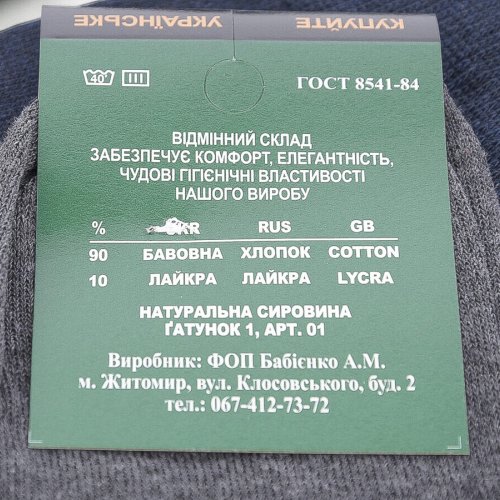 КУПУЙТЕ
УКРАЇНСЬКЕ
40°
ГОСТ 8541-84
ВІДМІННИЙ СКЛАД
ЗАБЕЗПЕЧУЄ КОМФОРТ, ЕЛЕГАНТНІСТЬ,
ЧУДОВІ ГІГІЄНІЧНІ ВЛАСТИВОСТІ
НАШОГО ВИРОБУ
% RUS GB
90 БАВОВНА ХЛОПОК COTTON
10 ЛАЙКРА ЛАЙКРА LYCRA
НАТУРАЛЬНА СИРОВИНА
ҐАТУНОК 1, АРТ. 01
Виробник: ФОП Бабієнко А.М.
м. Житомир, вул. Клосовського, буд. 2
тел.: 067-412-73-72